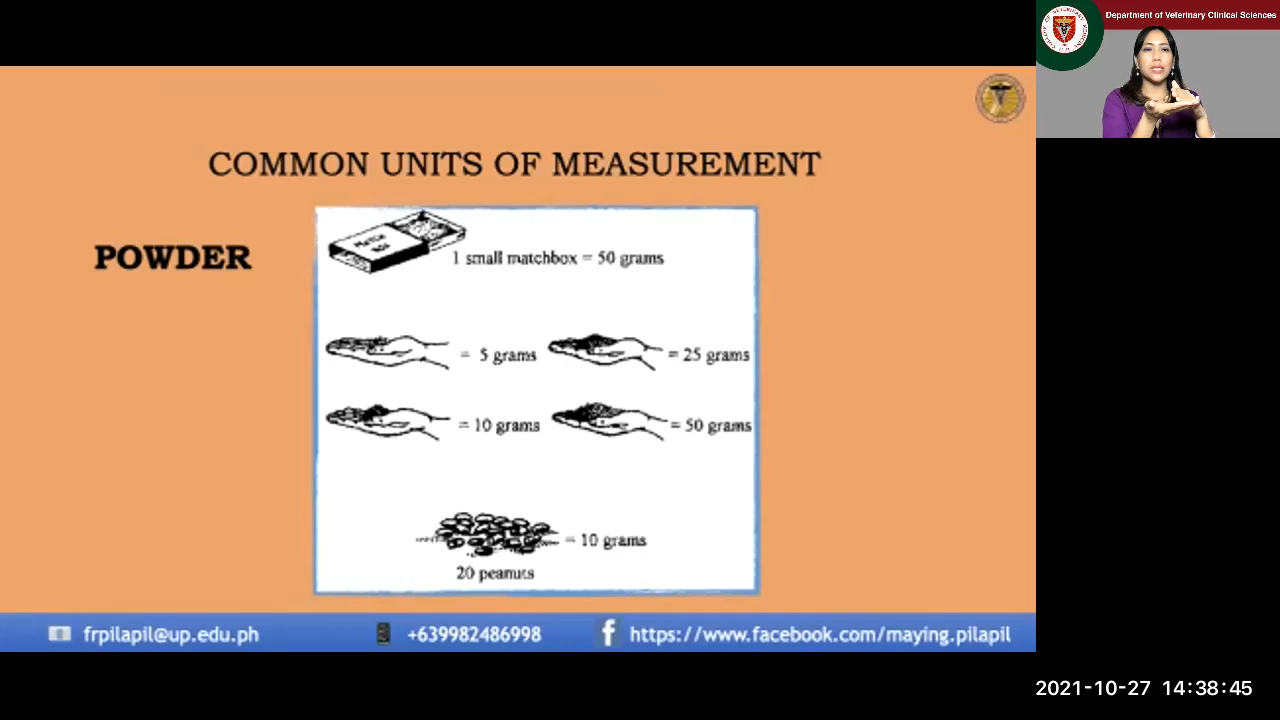 Department of Veterinary Clinical Sciences
COMMON UNITS OF MEASUREMENT
POWDER
MATCH
BOX
1 small matchbox = 50 grams
= 5 grams
= 25 grams
= 10 grams
= 50 grams
= 10 grams
20 peanuts
frpilapil@up.edu.ph
+639982486998
https://www.facebook.com/maying.pilapil
2021-10-27 14:38:45